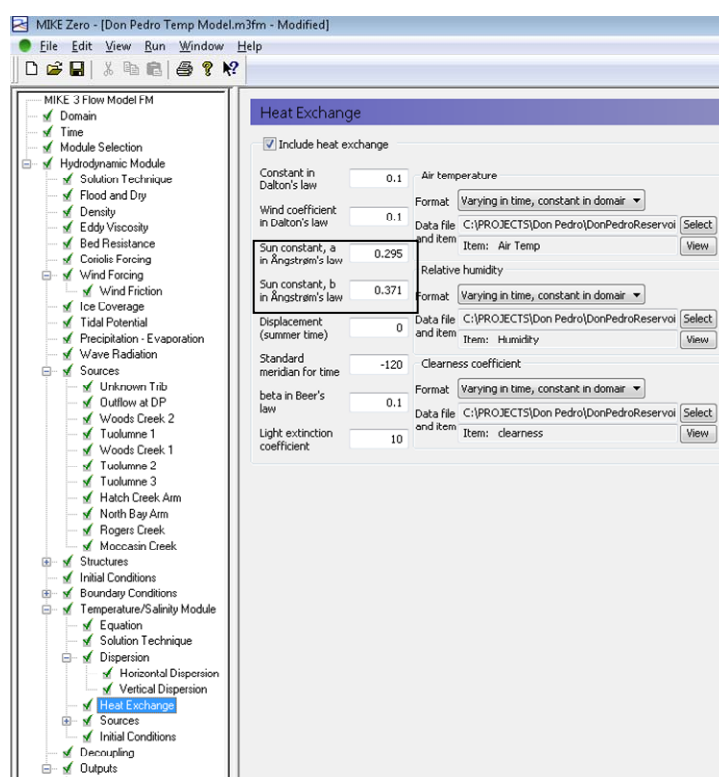 MIKE Zero - [Don Pedro Temp Model.m3fm - Modified]
File Edit View Run Window Help
MIKE 3 Flow Model FM
Domain
Time
Module Selection
Hydrodynamic Module
Solution Technique
Flood and Dry
Density
Eddy Viscosity
Bed Resistance
Coriolis Forcing
Wind Forcing
Wind Friction
Ice Coverage
Tidal Potential
Precipitation - Evaporation
Wave Radiation
Sources
Unknown Trib
Outflow at DP
Woods Creek 2
Tuolumne 1
Woods Creek 1
Tuolumne 2
Tuolumne 3
Hatch Creek Arm
North Bay Arm
Rogers Creek
Moccasin Creek
Structures
Initial Conditions
Boundary Conditions
Temperature/Salinity Module
Equation
Solution Technique
Dispersion
Horizontal Dispersion
Vertical Dispersion
Heat Exchange
Sources
Initial Conditions
Decoupling
Outputs
Heat Exchange
Include heat exchange
Constant in
Dalton's law
0.1
Wind coefficient
in Dalton's law
0.1
Sun constant, a
in Ångstrøm's law
0.295
Sun constant, b
in Ångstrøm's law
0.371
Displacement
(summer time)
0
Standard
meridian for time
-120
beta in Beer's
law
0.1
Light extinction
coefficient
10
Air temperature
Format Varying in time, constant in domair
Data file C:\PROJECTS\Don Pedro\DonPedroReservoi Select
and item Item: Air Temp View
Relative humidity
Format Varying in time, constant in domair
Data file C:\PROJECTS\Don Pedro\DonPedroReservoi Select
and item Item: Humidity View
Clearness coefficient
Format Varying in time, constant in domair
Data file C:\PROJECTS\Don Pedro\DonPedroReservoi Select
and item Item: clearness View